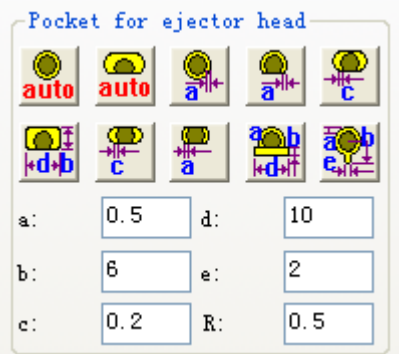 Pocket for ejector head
auto auto a a c
d b c a a b d a b e
a: 0.5 d: 10
b: 6 e: 2
c: 0.2 R: 0.5